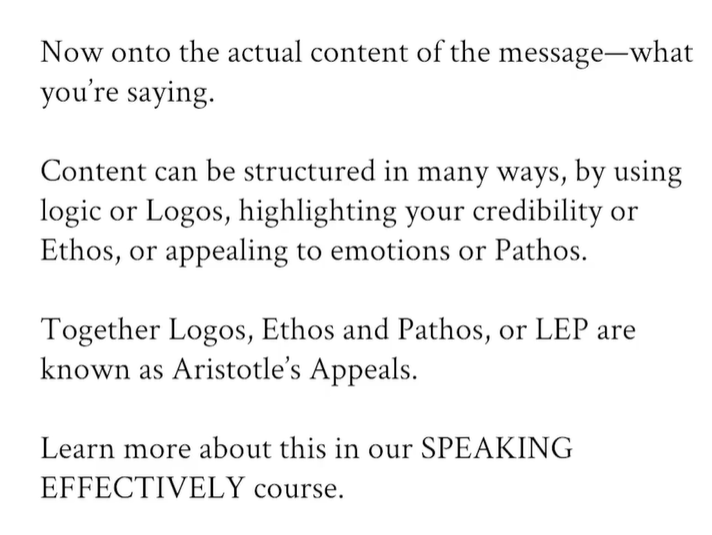 Now onto the actual content of the message—what
you’re saying.
Content can be structured in many ways, by using
logic or Logos, highlighting your credibility or
Ethos, or appealing to emotions or Pathos.
Together Logos, Ethos and Pathos, or LEP are
known as Aristotle’s Appeals.
Learn more about this in our SPEAKING
EFFECTIVELY course.